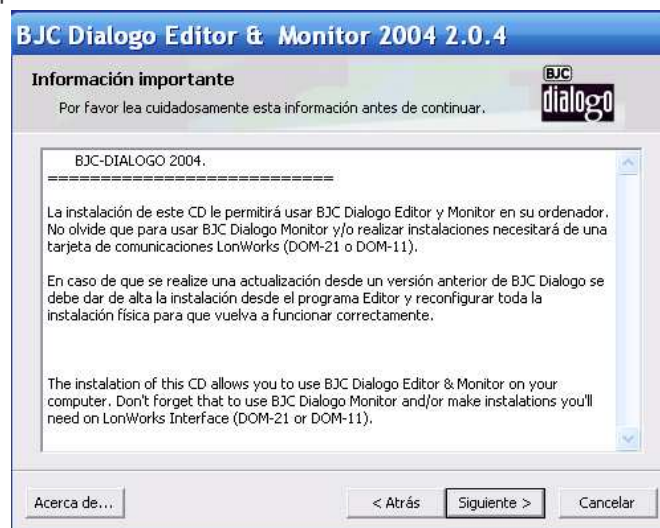 BJC Dialogo Editor & Monitor 2004 2.0.4
Información importante
Por favor lea cuidadosamente esta información antes de continuar.
BJC
dialogo
BJC-DIALOGO 2004.
===========================
La instalación de este CD le permitirá usar BJC Dialogo Editor y Monitor en su ordenador.
No olvide que para usar BJC Dialogo Monitor y/o realizar instalaciones necesitará de una
tarjeta de comunicaciones LonWorks (DOM-21 o DOM-11).
En caso de que se realize una actualización desde un versión anterior de BJC Dialogo se
debe dar de alta la instalación desde el programa Editor y reconfigurar toda la
instalación física para que vuelva a funcionar correctamente.
The instalation of this CD allows you to use BJC Dialogo Editor & Monitor on your
computer. Don't forget that to use BJC Dialogo Monitor and/or make instalations you'll
need on LonWorks Interface (DOM-21 or DOM-11).
Acerca de...
< Atrás
Siguiente >
Cancelar